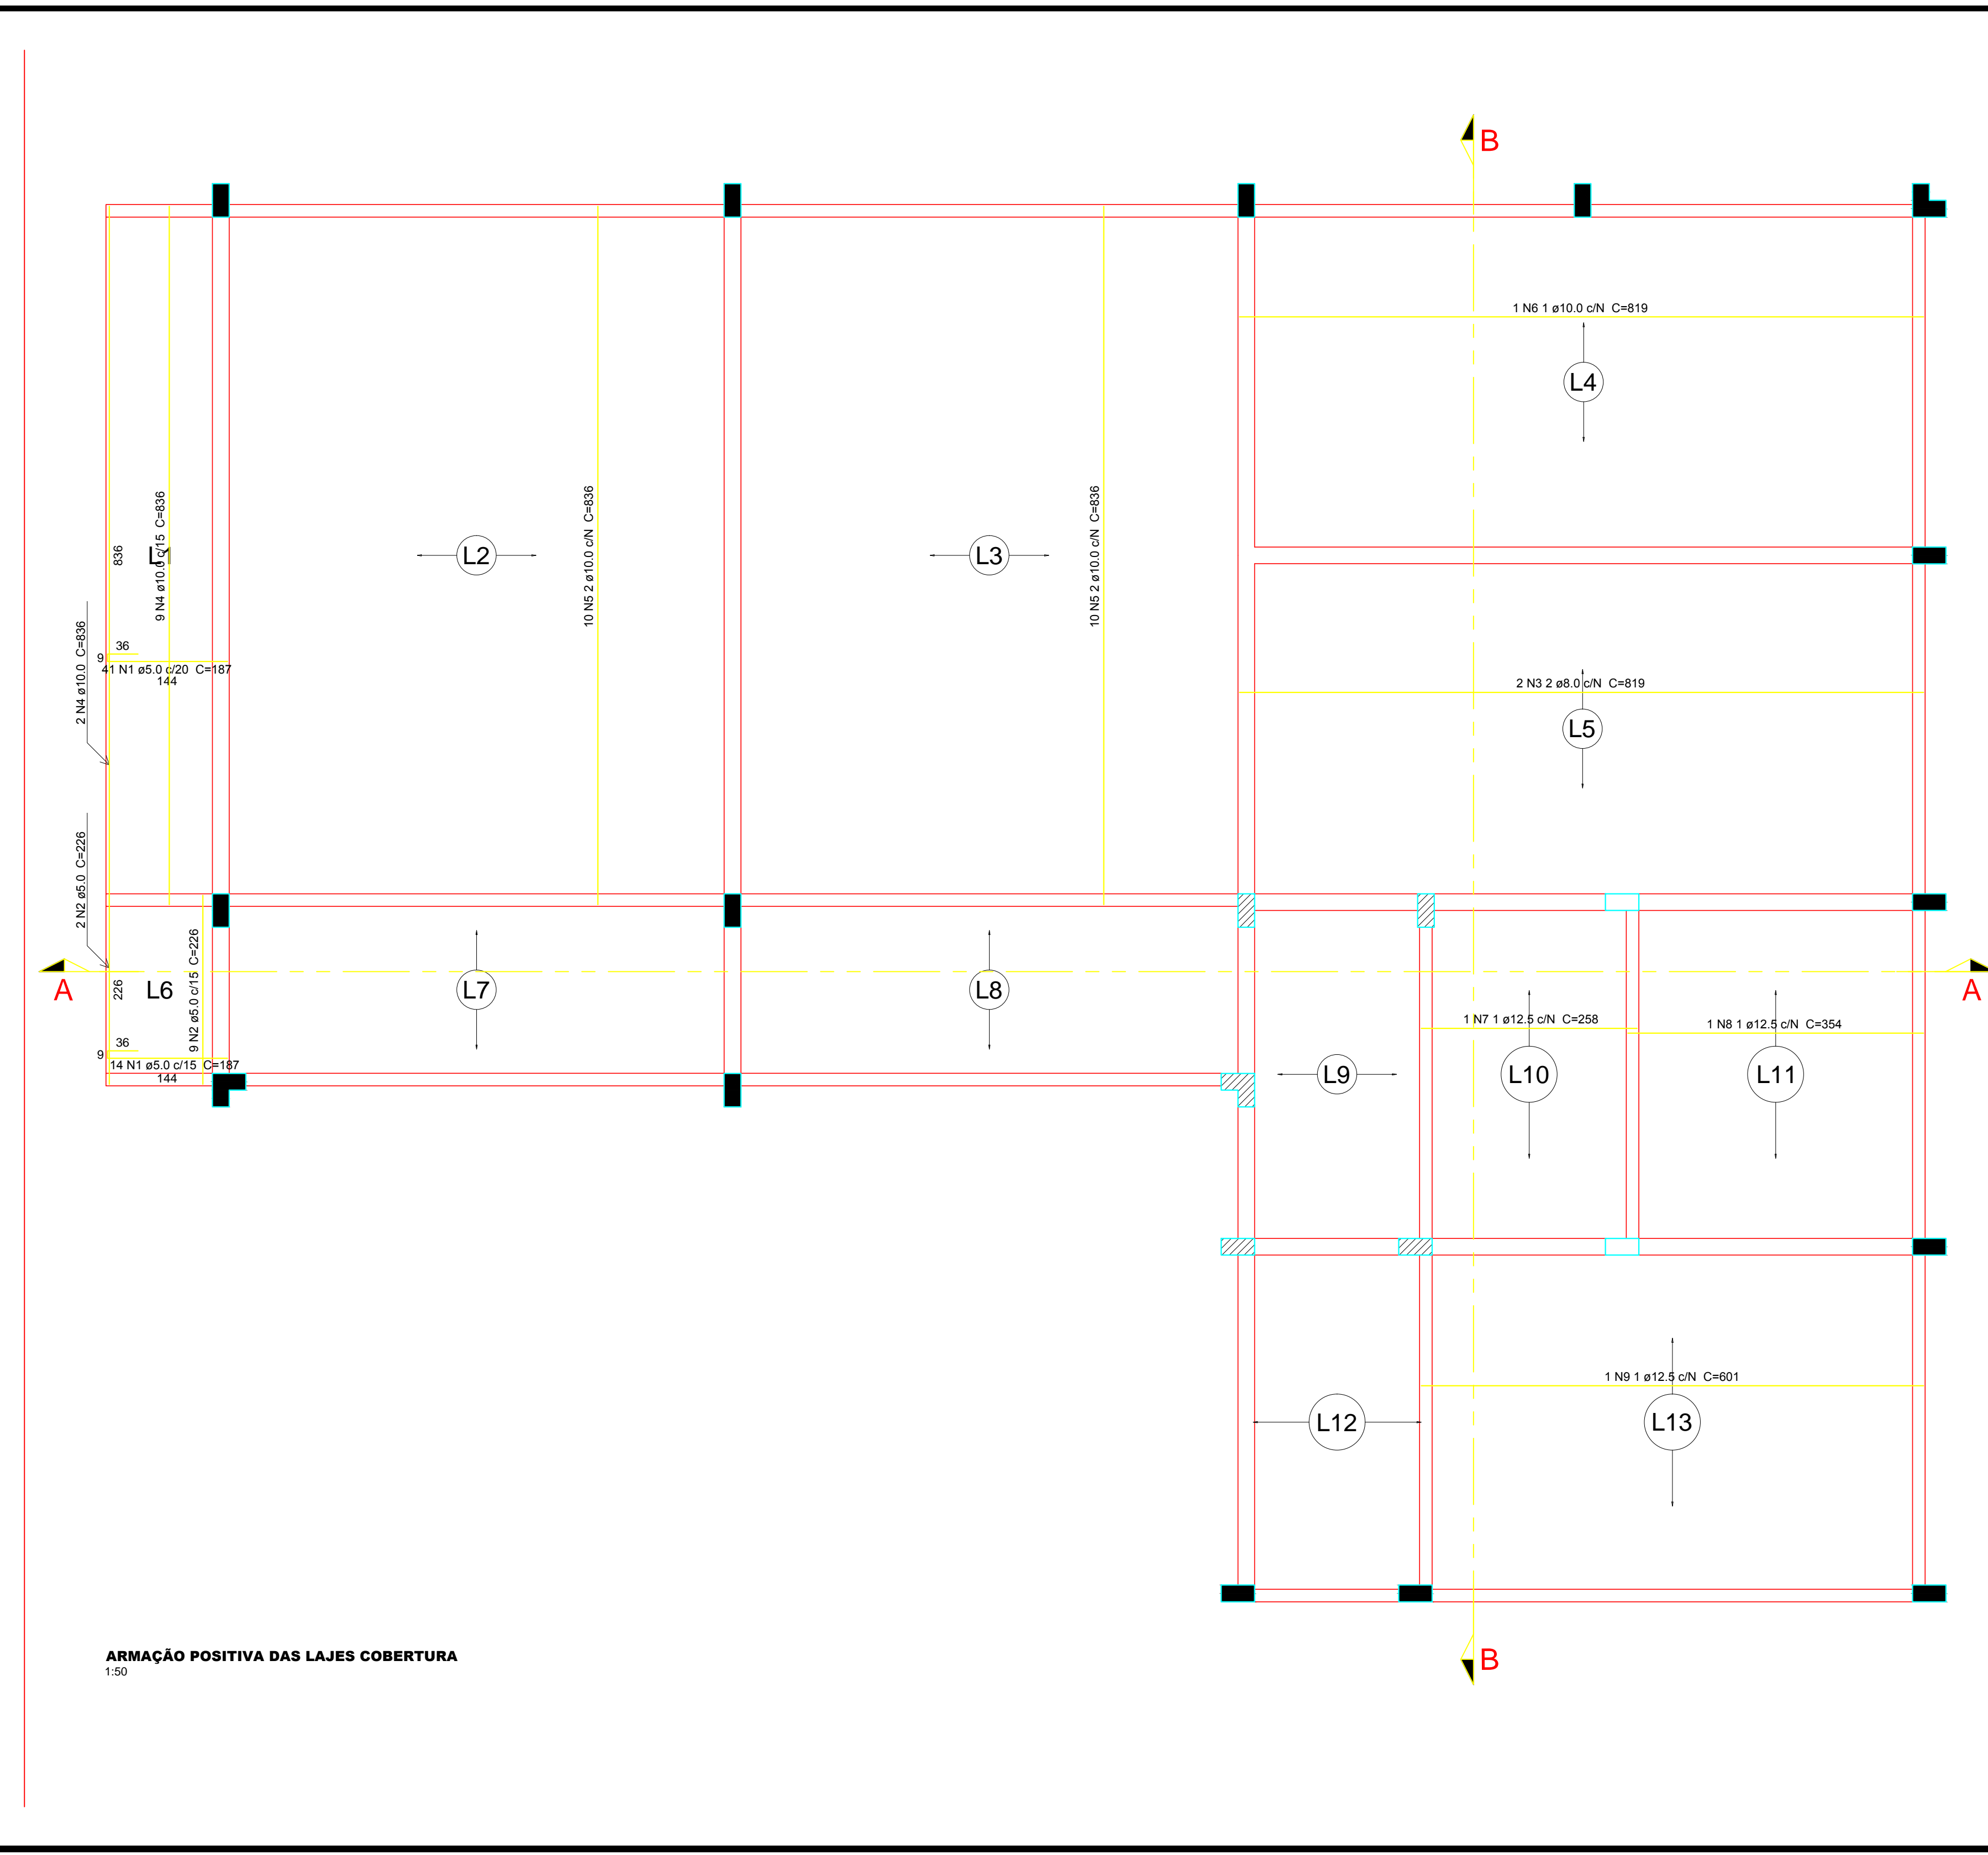 B
1 N6 1 ø10.0 c/N  C=819
L4
836
L1
9 N4 ø10.0 c/15  C=836
L2
10 N5 2 ø10.0 c/N  C=836
L3
10 N5 2 ø10.0 c/N  C=836
2 N4 ø10.0  C=836
36
9
41 N1 ø5.0 c/20  C=187
144
2 N3 2 ø8.0 c/N  C=819
L5
2 N2 ø5.0  C=226
A
226
L6
9 N2 ø5.0 c/15  C=226
L7
L8
A
36
9
14 N1 ø5.0 c/15  C=187
144
1 N7 1 ø12.5 c/N  C=258
1 N8 1 ø12.5 c/N  C=354
L9
L10
L11
1 N9 1 ø12.5 c/N  C=601
L12
L13
ARMAÇÃO POSITIVA DAS LAJES COBERTURA
1:50
B